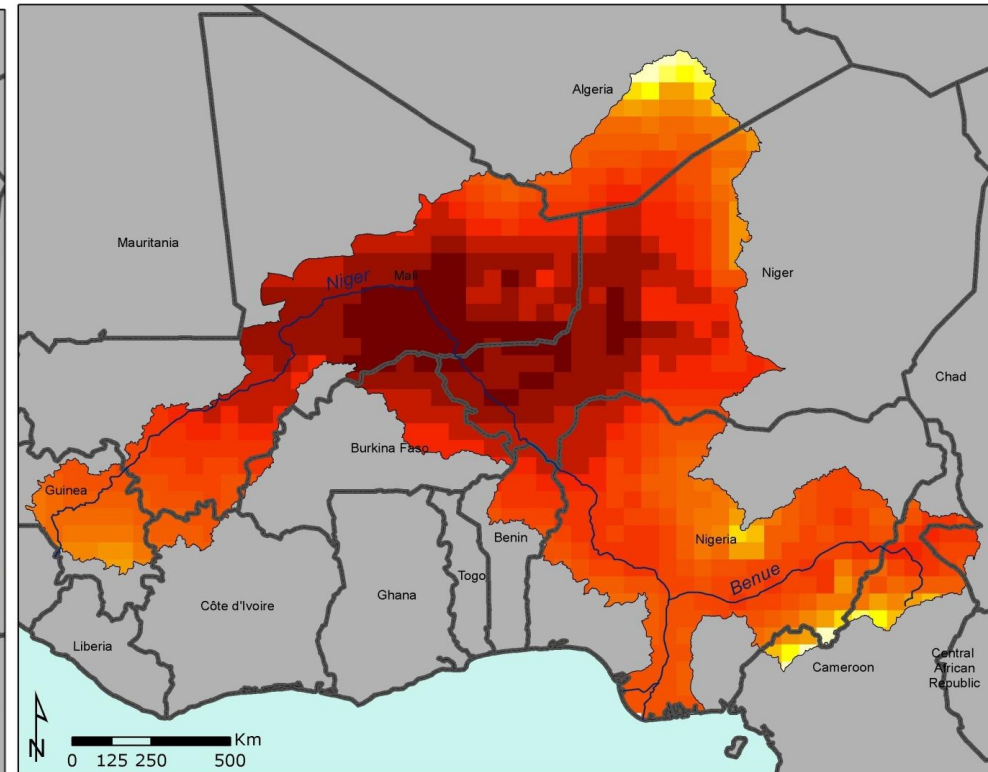 Algeria
Mauritania
Niger
Mali
Niger
Chad
Burkina Faso
Guinea
Benin
Nigeria
Benue
Togo
Ghana
Côte d'Ivoire
Liberia
Cameroon
Central
African
Republic
N
Km
0 125 250 500